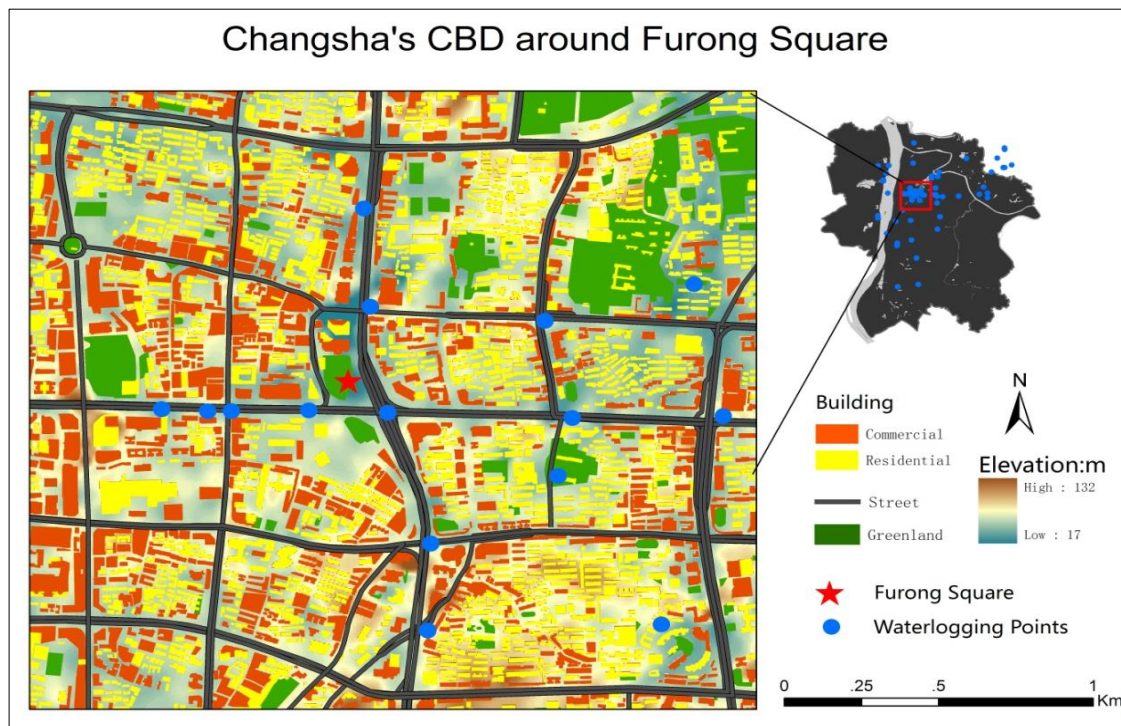 Changsha's CBD around Furong Square
N
Building
Commercial
Residential
Street
Greenland
Elevation:m
High : 132
Low : 17
Furong Square
Waterlogging Points
0 .25 .5 1
Km